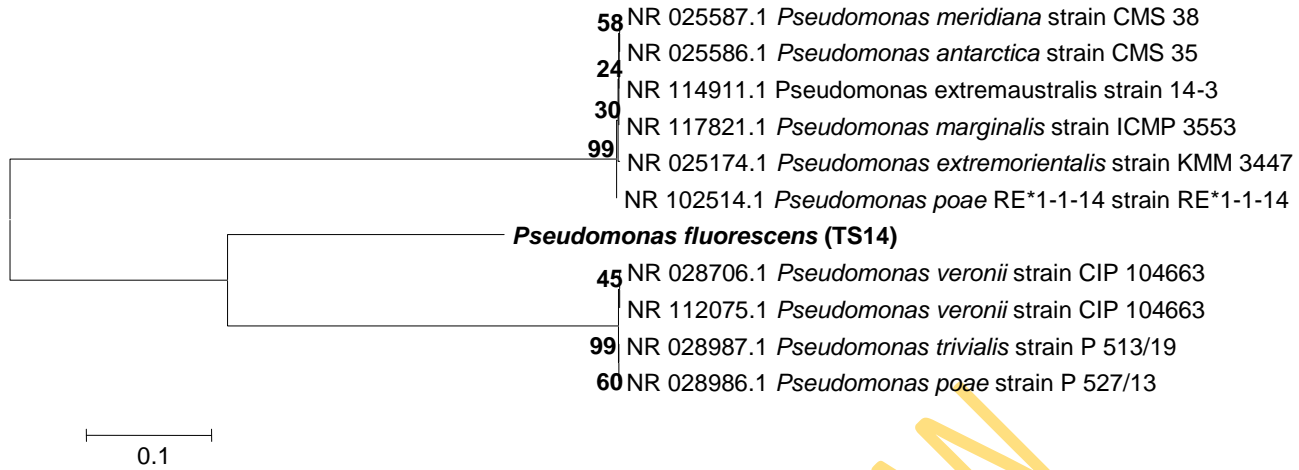 58 NR 025587.1 Pseudomonas meridiana strain CMS 38
NR 025586.1 Pseudomonas antarctica strain CMS 35
24
NR 114911.1 Pseudomonas extremaustralis strain 14-3
30
NR 117821.1 Pseudomonas marginalis strain ICMP 3553
99
NR 025174.1 Pseudomonas extremorientalis strain KMM 3447
NR 102514.1 Pseudomonas poae RE*1-1-14 strain RE*1-1-14
Pseudomonas fluorescens (TS14)
45 NR 028706.1 Pseudomonas veronii strain CIP 104663
NR 112075.1 Pseudomonas veronii strain CIP 104663
99 NR 028987.1 Pseudomonas trivialis strain P 513/19
60 NR 028986.1 Pseudomonas poae strain P 527/13
0.1